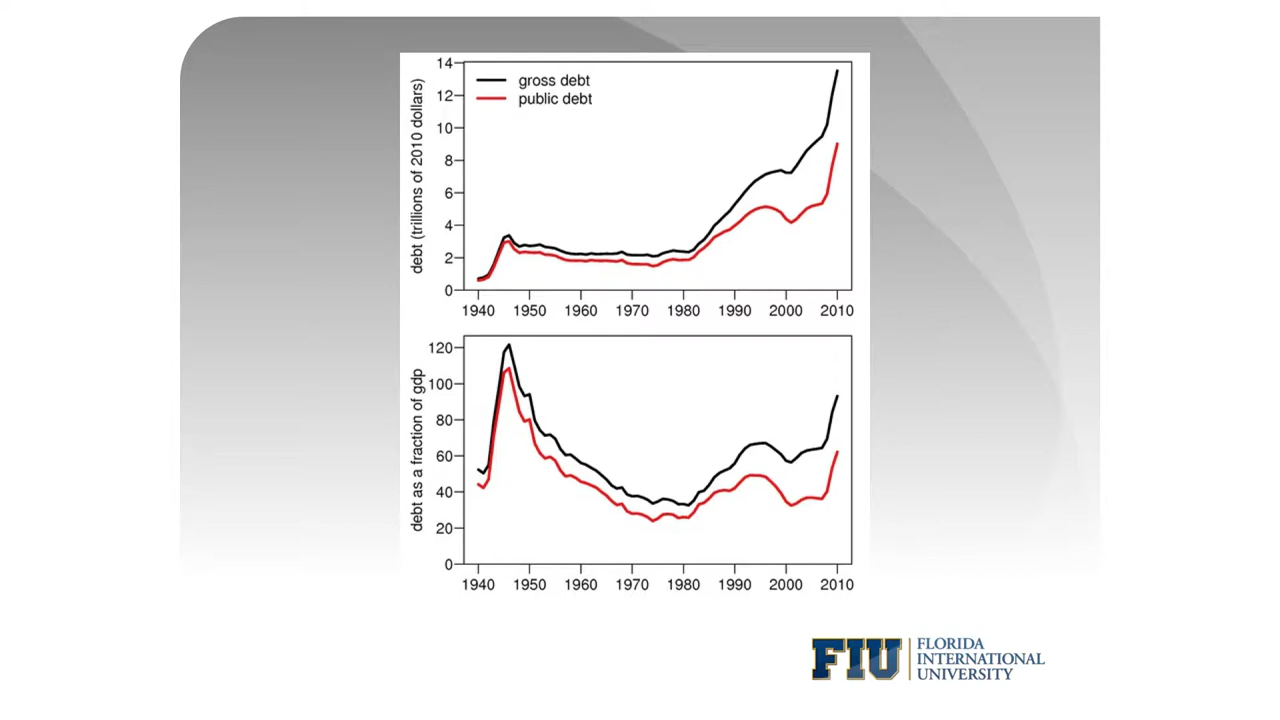 debt (trillions of 2010 dollars)
14
12
10
8
6
4
2
0
gross debt
public debt
1940 1950 1960 1970 1980 1990 2000 2010
debt as a fraction of gdp
120
100
80
60
40
20
0
1940 1950 1960 1970 1980 1990 2000 2010
FIU
FLORIDA
INTERNATIONAL
UNIVERSITY